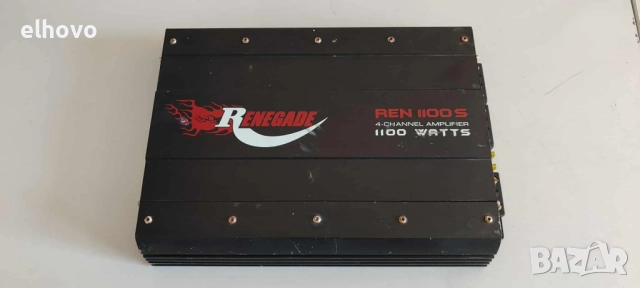 elhovo
RENEGADE
REN 1100S
4-CHANNEL AMPLIFIER
1100 WATTS
BAZAR